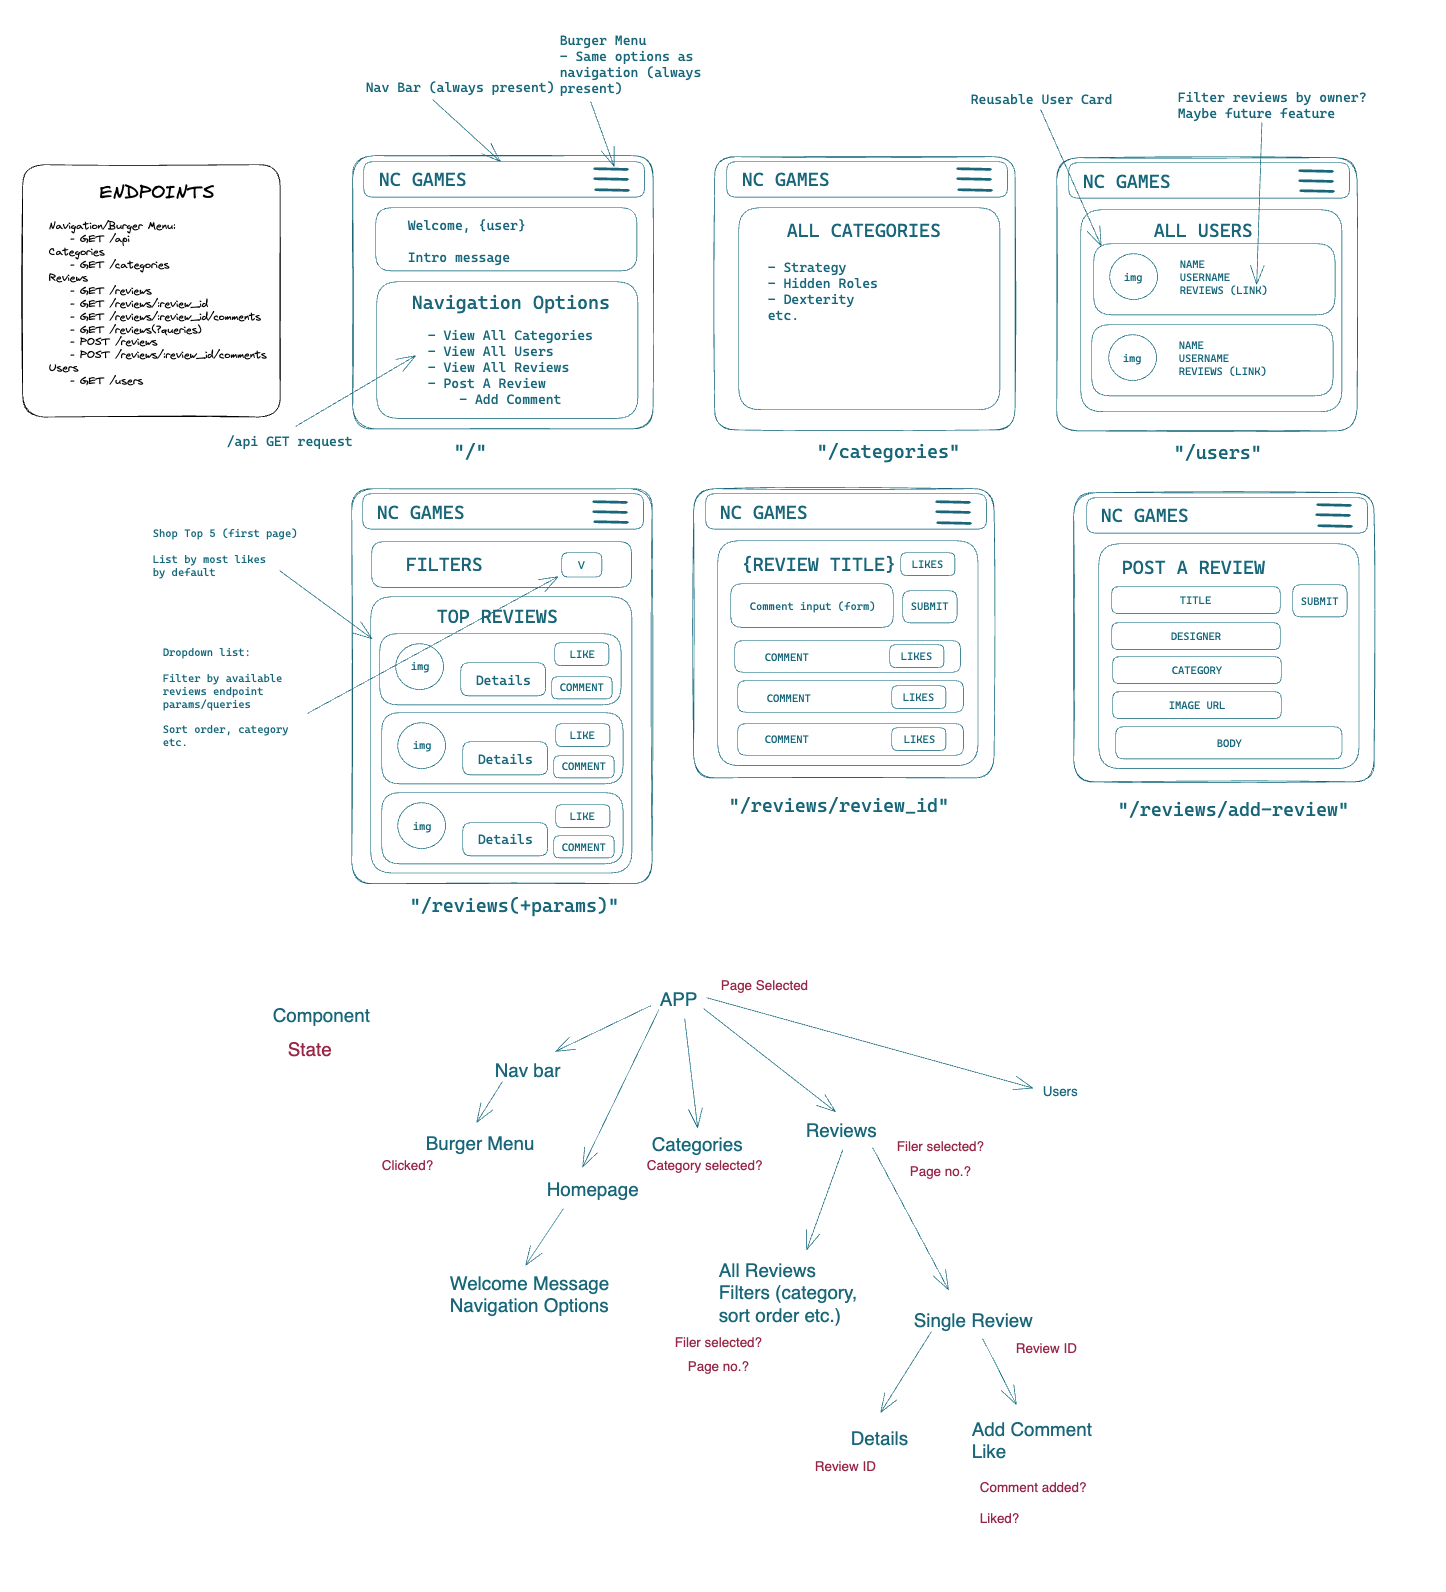 Burger Menu
- Same options as
navigation (always
present)
Nav Bar (always present)
Reusable User Card
Filter reviews by owner?
Maybe future feature
ENDPOINTS
Navigation/Burger Menu:
- GET /api
Categories
- GET /categories
Reviews
- GET /reviews
- GET /reviews/:review_id
- GET /reviews/:review_id/comments
- GET /reviews(?queries)
- POST /reviews
- POST /reviews/:review_id/comments
Users
- GET /users
NC GAMES
Welcome, {user}
Intro message
Navigation Options
- View All Categories
- View All Users
- View All Reviews
- Post A Review
- Add Comment
/api GET request
"/"
NC GAMES
ALL CATEGORIES
- Strategy
- Hidden Roles
- Dexterity
etc.
"/categories"
NC GAMES
ALL USERS
img
NAME
USERNAME
REVIEWS (LINK)
img
NAME
USERNAME
REVIEWS (LINK)
"/users"
Shop Top 5 (first page)
List by most likes
by default
Dropdown list:
Filter by available
reviews endpoint
params/queries
Sort order, category
etc.
NC GAMES
FILTERS
V
TOP REVIEWS
img
Details
LIKE
COMMENT
img
Details
LIKE
COMMENT
img
Details
LIKE
COMMENT
"/reviews(+params)"
NC GAMES
{REVIEW TITLE}
LIKES
Comment input (form)
SUBMIT
COMMENT
LIKES
COMMENT
LIKES
COMMENT
LIKES
"/reviews/review_id"
NC GAMES
POST A REVIEW
TITLE
SUBMIT
DESIGNER
CATEGORY
IMAGE URL
BODY
"/reviews/add-review"
Component
State
APP
Page Selected
Nav bar
Users
Burger Menu
Clicked?
Categories
Category selected?
Reviews
Filer selected?
Page no.?
Homepage
Welcome Message
Navigation Options
All Reviews
Filters (category,
sort order etc.)
Filer selected?
Page no.?
Single Review
Review ID
Details
Review ID
Add Comment
Like
Comment added?
Liked?